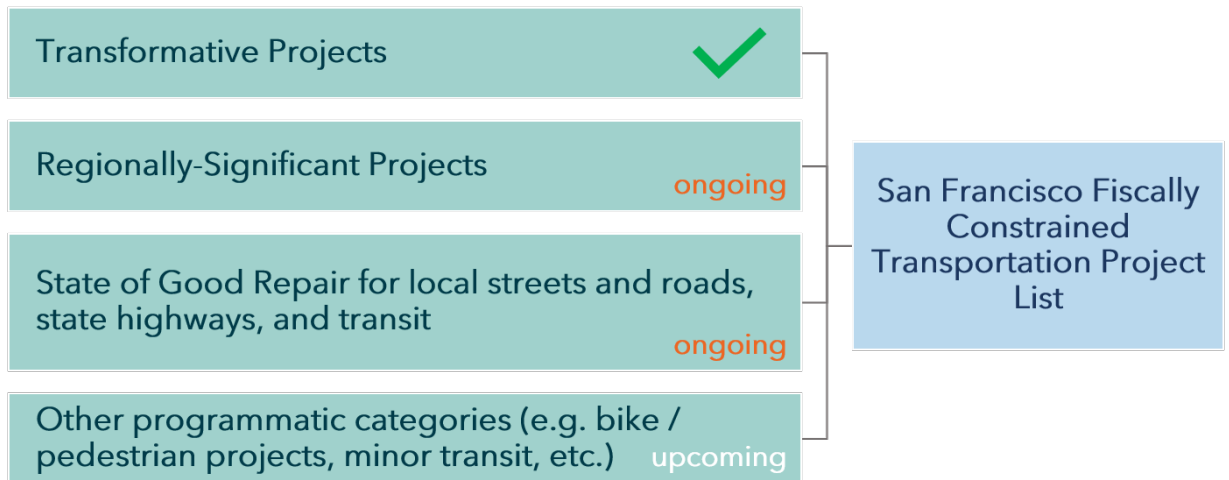 Transformative Projects
Regionally-Significant Projects
ongoing
State of Good Repair for local streets and roads,
state highways, and transit
ongoing
Other programmatic categories (e.g. bike /
pedestrian projects, minor transit, etc.)
upcoming
San Francisco Fiscally
Constrained
Transportation Project
List